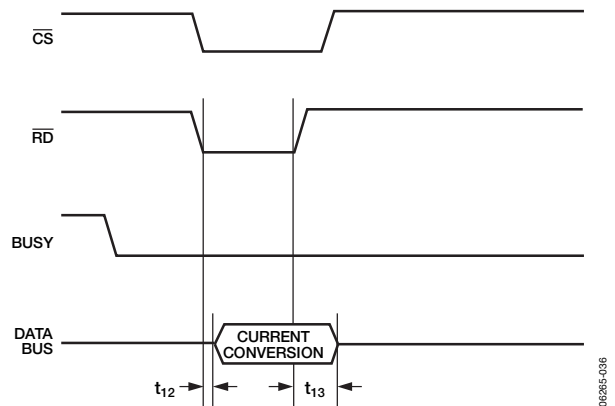 CS
RD
BUSY
DATA
BUS
CURRENT
CONVERSION
t12
t13
06265-036